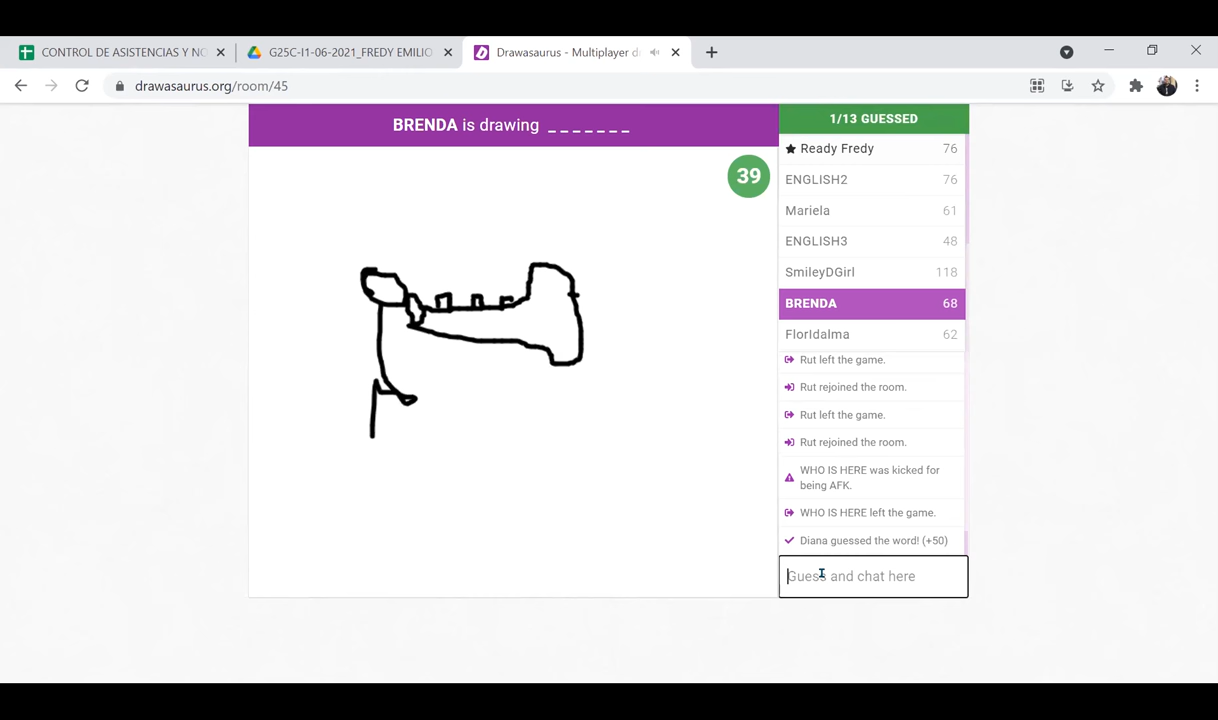 CONTROL DE ASISTENCIAS Y NO
G25C-I1-06-2021_FREDY EMILIO
Drawasaurus - Multiplayer d
drawasaurus.org/room/45
BRENDA is drawing _ _ _ _ _ _ _
39
1/13 GUESSED
Ready Fredy 76
ENGLISH2 76
Mariela 61
ENGLISH3 48
SmileyDGirl 118
BRENDA 68
FlorIdalma 62
Rut left the game.
Rut rejoined the room.
Rut left the game.
Rut rejoined the room.
WHO IS HERE was kicked for
being AFK.
WHO IS HERE left the game.
Diana guessed the word! (+50)
Guess and chat here